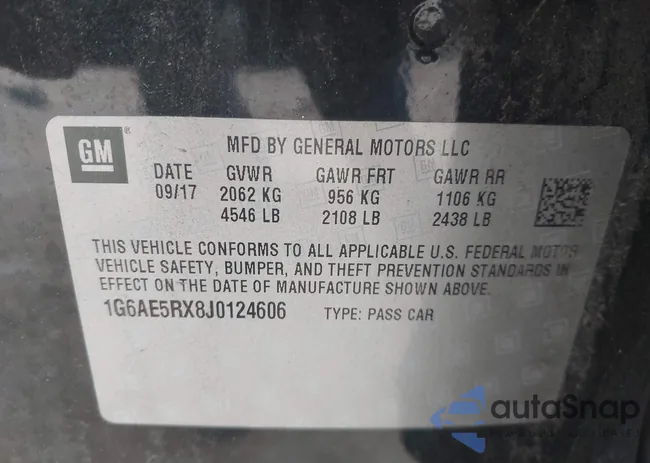 GM
®
MFD BY GENERAL MOTORS LLC
DATE GVWR GAWR FRT GAWR RR
09/17 2062 KG 956 KG 1106 KG
4546 LB 2108 LB 2438 LB
THIS VEHICLE CONFORMS TO ALL APPLICABLE U.S. FEDERAL MOTOR
VEHICLE SAFETY, BUMPER, AND THEFT PREVENTION STANDARDS IN
EFFECT ON THE DATE OF MANUFACTURE SHOWN ABOVE.
1G6AE5RX8J0124606 TYPE: PASS CAR
autaSnap